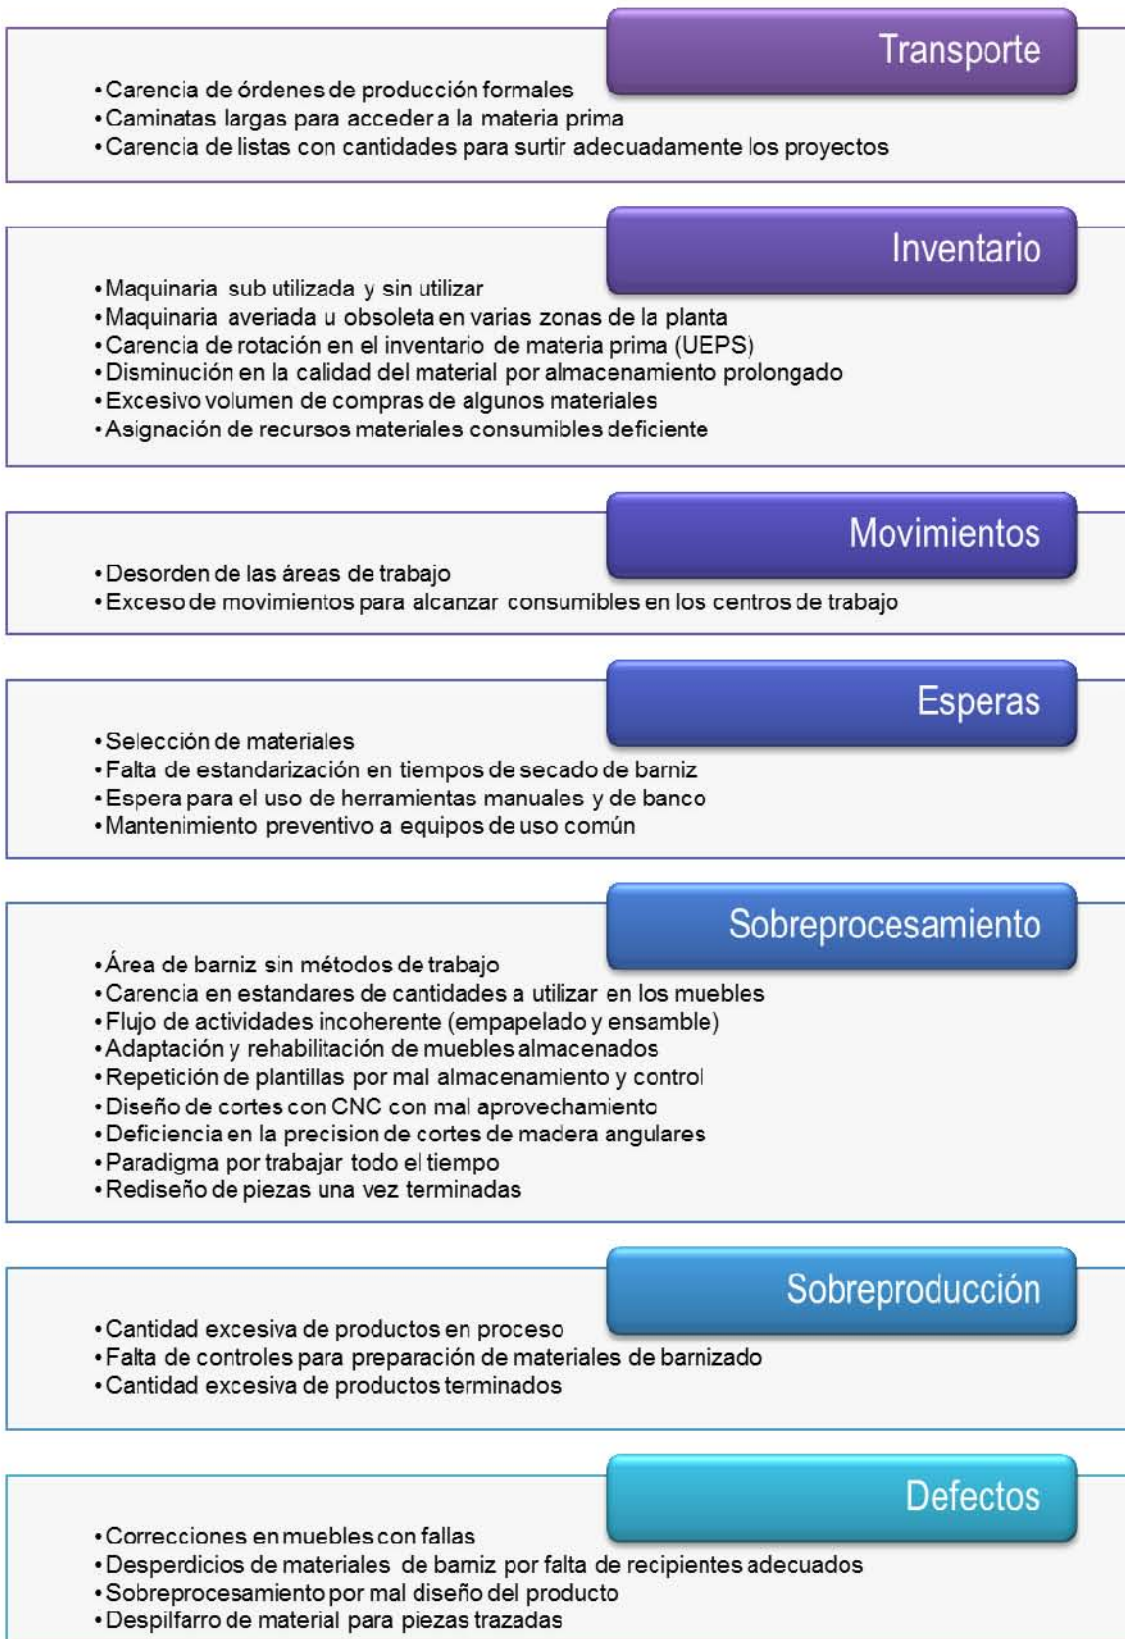 Transporte
•Carencia de órdenes de producción formales
•Caminatas largas para acceder a la materia prima
•Carencia de listas con cantidades para surtir adecuadamente los proyectos
Inventario
•Maquinaria sub utilizada y sin utilizar
•Maquinaria averiada u obsoleta en varias zonas de la planta
•Carencia de rotación en el inventario de materia prima (UEPS)
•Disminución en la calidad del material por almacenamiento prolongado
•Excesivo volumen de compras de algunos materiales
•Asignación de recursos materiales consumibles deficiente
Movimientos
•Desorden de las áreas de trabajo
•Exceso de movimientos para alcanzar consumibles en los centros de trabajo
Esperas
•Selección de materiales
•Falta de estandarización en tiempos de secado de barniz
•Espera para el uso de herramientas manuales y de banco
•Mantenimiento preventivo a equipos de uso común
Sobreprocesamiento
•Área de barniz sin métodos de trabajo
•Carencia en estandares de cantidades a utilizar en los muebles
•Flujo de actividades incoherente (empapelado y ensamble)
•Adaptación y rehabilitación de muebles almacenados
•Repetición de plantillas por mal almacenamiento y control
•Diseño de cortes con CNC con mal aprovechamiento
•Deficiencia en la precision de cortes de madera angulares
•Paradigma por trabajar todo el tiempo
•Rediseño de piezas una vez terminadas
Sobreproducción
•Cantidad excesiva de productos en proceso
•Falta de controles para preparación de materiales de barnizado
•Cantidad excesiva de productos terminados
Defectos
•Correcciones en muebles con fallas
•Desperdicios de materiales de barniz por falta de recipientes adecuados
•Sobreprocesamiento por mal diseño del producto
•Despilfarro de material para piezas trazadas